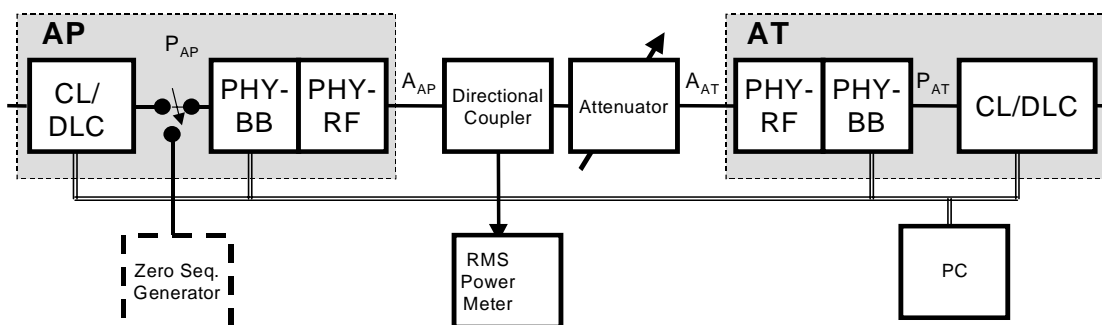 AP
P_AP
CL/
DLC
PHY-
BB
PHY-
RF
A_AP
Directional
Coupler
Attenuator
A_AT
AT
PHY-
RF
PHY-
BB
P_AT
CL/DLC
Zero Seq.
Generator
RMS
Power
Meter
PC